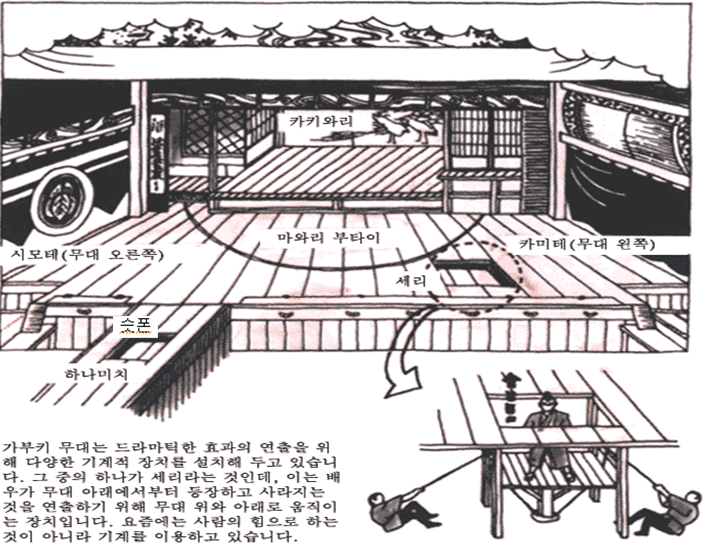 카키와리
마와리 부타이
시모테(무대 오른쪽)
카미테(무대 왼쪽)
세리
스폰
하나미치
가부키 무대는 드라마틱한 효과의 연출을 위
해 다양한 기계적 장치를 설치해 두고 있습니
다. 그 중의 하나가 세리라는 것인데, 이는 배
우가 무대 아래에서부터 등장하고 사라지는
것을 연출하기 위해 무대 위와 아래로 움직이
는 장치입니다. 요즘에는 사람의 힘으로 하는
것이 아니라 기계를 이용하고 있습니다.